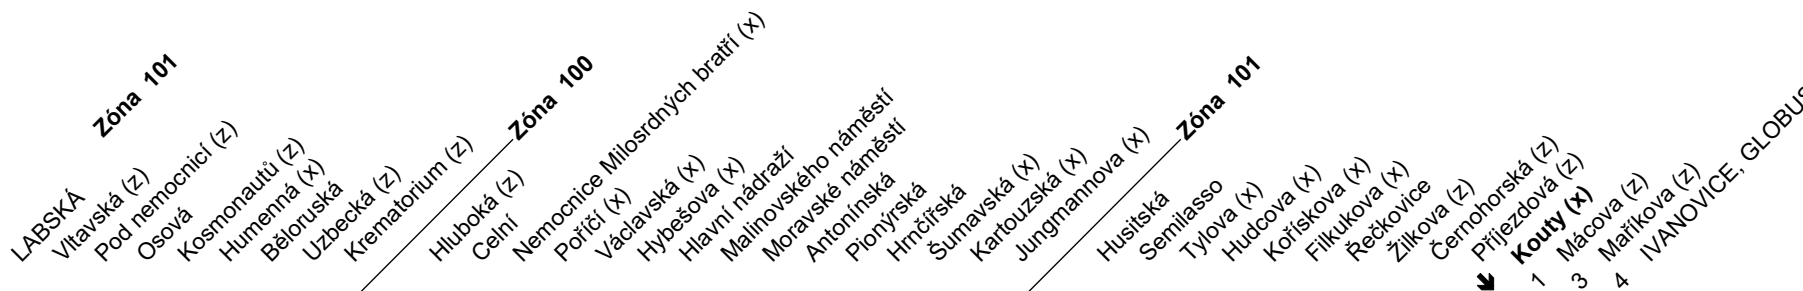 Zóna 101
LABSKÁ
Vltavská (z)
Pod nemocnicí (z)
Osová
Kosmonautů (z)
Humenná (x)
Běloruská
Uzbecká (z)
Krematorium (z)
Zóna 100
Hluboká (z)
Celní
Nemocnice Milosrdných bratří (x)
Poříčí (x)
Václavská (x)
Hybešova (x)
Hlavní nádraží
Malinovského náměstí
Moravské náměstí
Antonínská
Pionýrská
Hrnčířská
Šumavská (x)
Kartouzská (x)
Jungmannova (x)
Zóna 101
Husitská
Semilasso
Tylova (x)
Hudcova (x)
Kořískova (x)
Filkukova (x)
Řečkovice
Žilkova (z)
Černohorská (z)
Příjezdová (z)
Kouty (x)
1 Mácova (z)
3 Maříkova (z)
4 IVANOVICE, GLOBUS